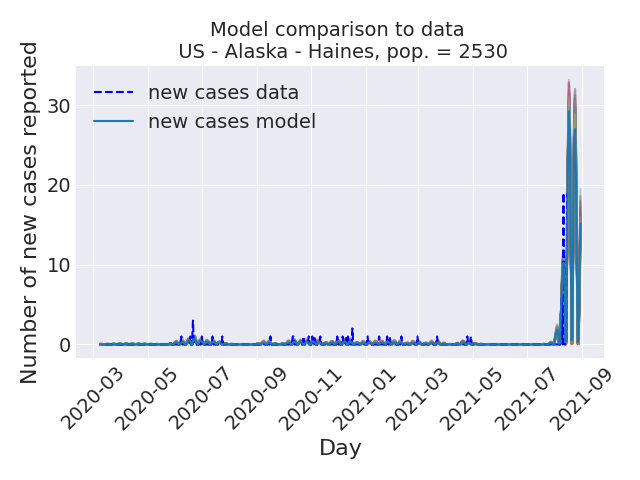 Model comparison to data
US - Alaska - Haines, pop. = 2530
new cases data
new cases model
Number of new cases reported
30
20
10
0
2020-03
2020-05
2020-07
2020-09
2020-11
2021-01
2021-03
2021-05
2021-07
2021-09
Day